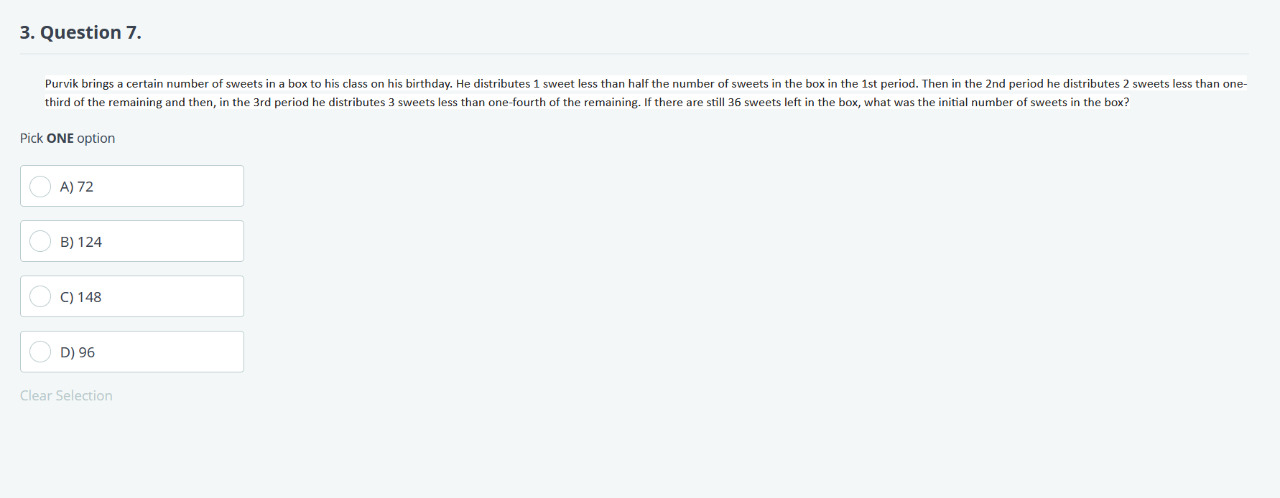 3. Question 7.
Purvik brings a certain number of sweets in a box to his class on his birthday. He distributes 1 sweet less than half the number of sweets in the box in the 1st period. Then in the 2nd period he distributes 2 sweets less than one-
third of the remaining and then, in the 3rd period he distributes 3 sweets less than one-fourth of the remaining. If there are still 36 sweets left in the box, what was the initial number of sweets in the box?
Pick ONE option
A) 72
B) 124
C) 148
D) 96
Clear Selection